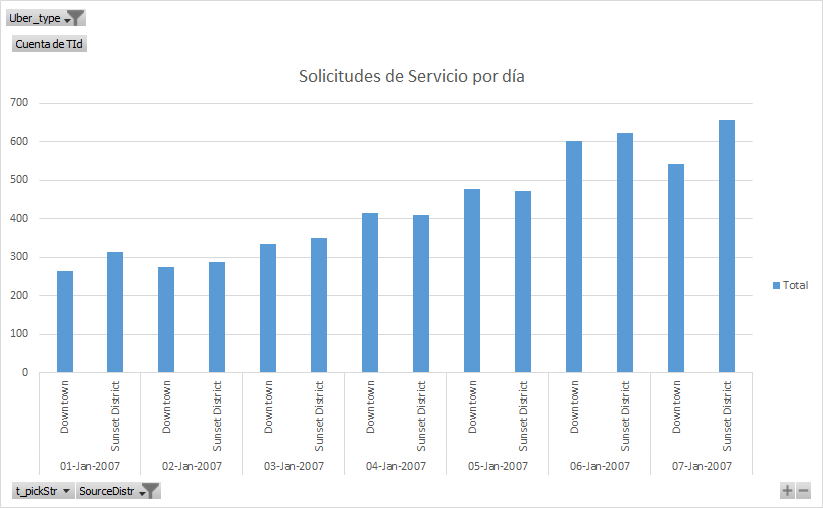 Uber_type
Cuenta de TId
Solicitudes de Servicio por día
700
600
500
400
300
200
100
0
Total
Downtown
Sunset District
Downtown
Sunset District
Downtown
Sunset District
Downtown
Sunset District
Downtown
Sunset District
Downtown
Sunset District
Downtown
Sunset District
01-Jan-2007
02-Jan-2007
03-Jan-2007
04-Jan-2007
05-Jan-2007
06-Jan-2007
07-Jan-2007
t_pickStr
SourceDistr